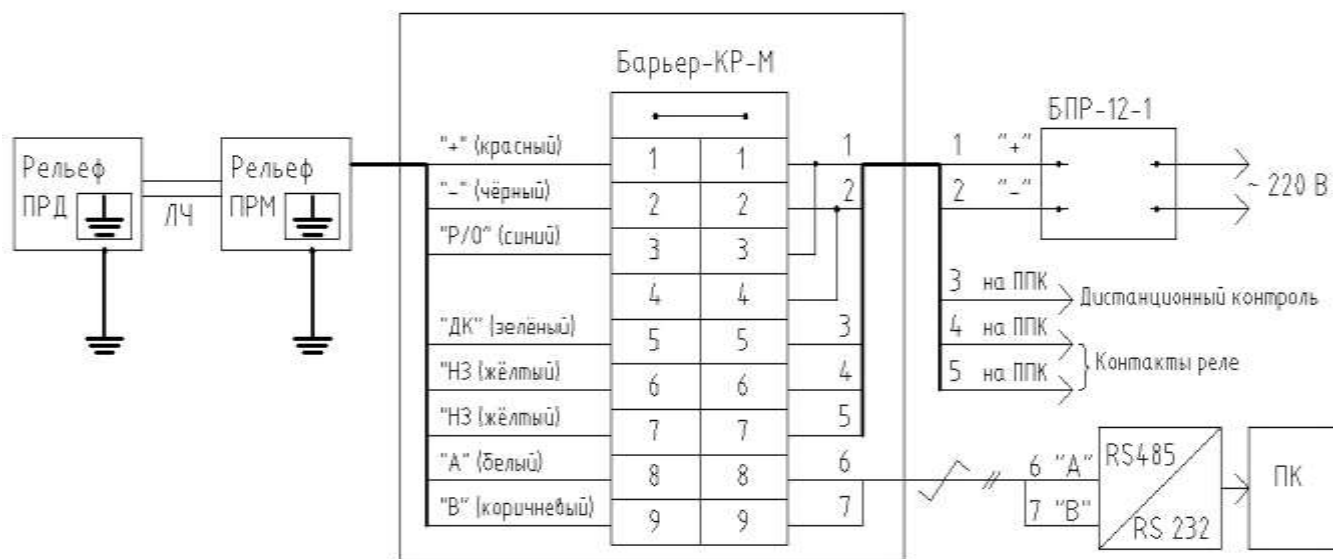 Барьер-КР-М
БПР-12-1
Рельеф
ПРД
ЛЧ
Рельеф
ПРМ
"+" (красный)
"-" (чёрный)
"Р/О" (синий)
"ДК" (зелёный)
"НЗ (жёлтый)
"НЗ (жёлтый)
"А" (белый)
"В" (коричневый)
1 1
2 2
3 3
4 4
5 5
6 6
7 7
8 8
9 9
1
2
3
4
5
6
7
1 "+"
2 "-"
~ 220 В
3 на ППК Дистанционный контроль
4 на ППК
5 на ППК
Контакты реле
6 "А"
7 "В"
RS485
RS 232
ПК